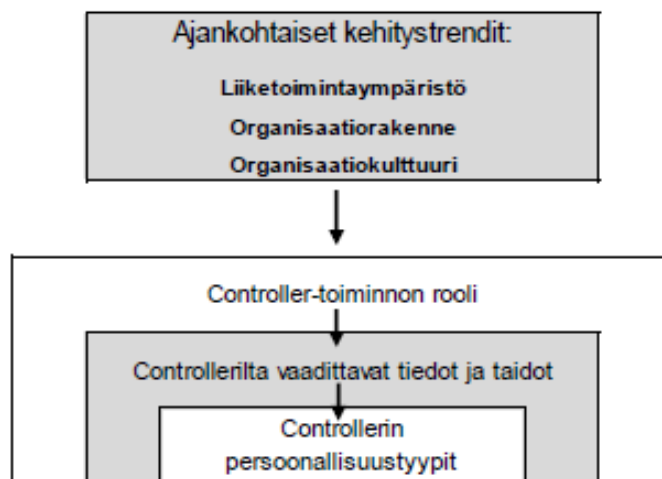 Ajankohtaiset kehitystrendit:
Liiketoimintaympäristö
Organisaatiorakenne
Organisaatiokulttuuri
Controller-toiminnon rooli
Controllerilta vaadittavat tiedot ja taidot
Controllerin
persoonallisuustyypit